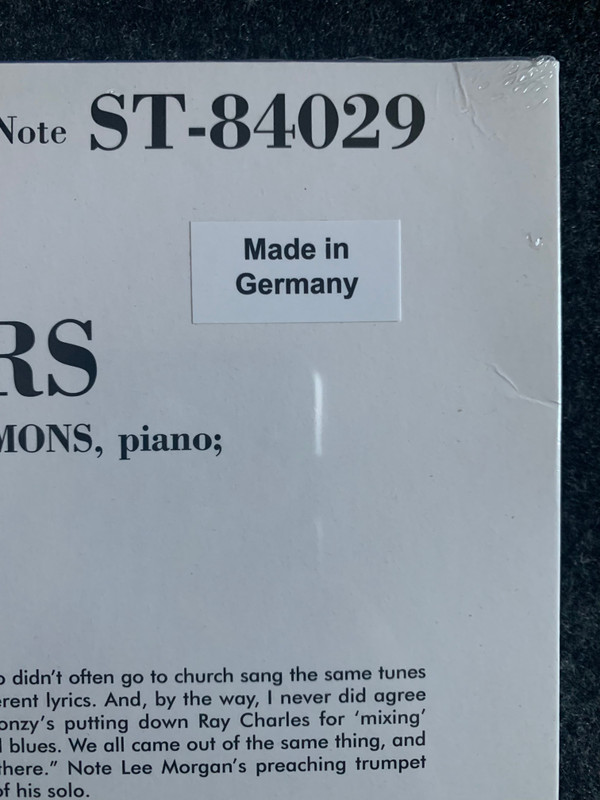 Note ST-84029
Made in
Germany
RS
MONS, piano;
o didn’t often go to church sang the same tunes
erent lyrics. And, by the way, I never did agree
onzy’s putting down Ray Charles for ‘mixing’
l blues. We all came out of the same thing, and
there.” Note Lee Morgan’s preaching trumpet
of his solo.